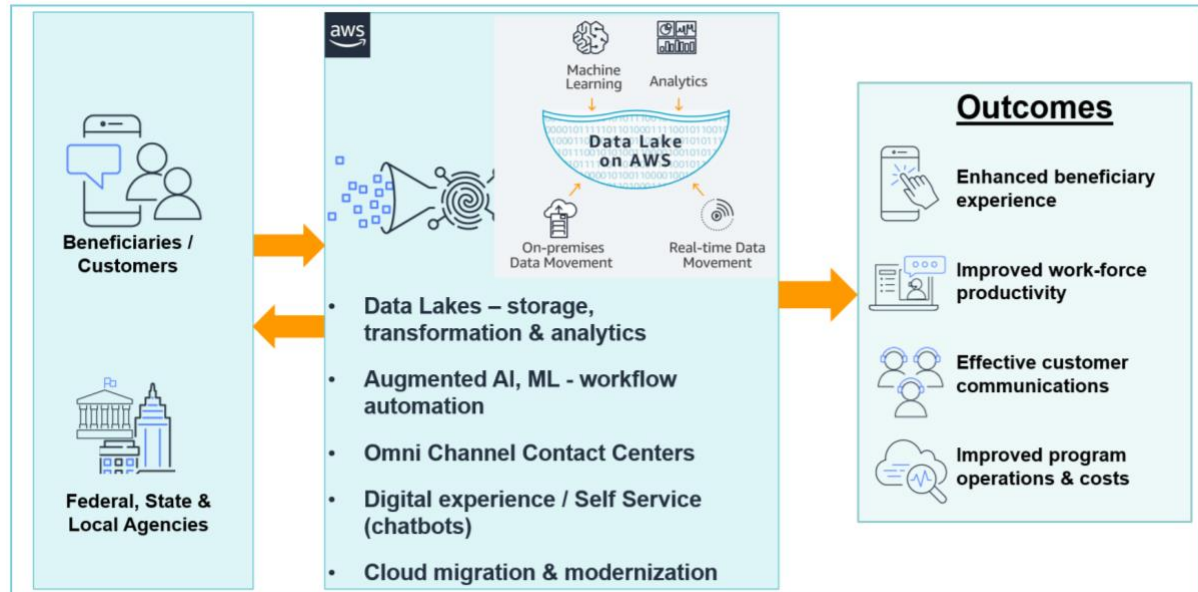 Beneficiaries /
Customers
Federal, State &
Local Agencies
aws
Machine
Learning
Analytics
Data Lake
on AWS
On-premises
Data Movement
Real-time Data
Movement
• Data Lakes – storage,
transformation & analytics
• Augmented AI, ML - workflow
automation
• Omni Channel Contact Centers
• Digital experience / Self Service
(chatbots)
• Cloud migration & modernization
Outcomes
Enhanced beneficiary
experience
Improved work-force
productivity
Effective customer
communications
Improved program
operations & costs